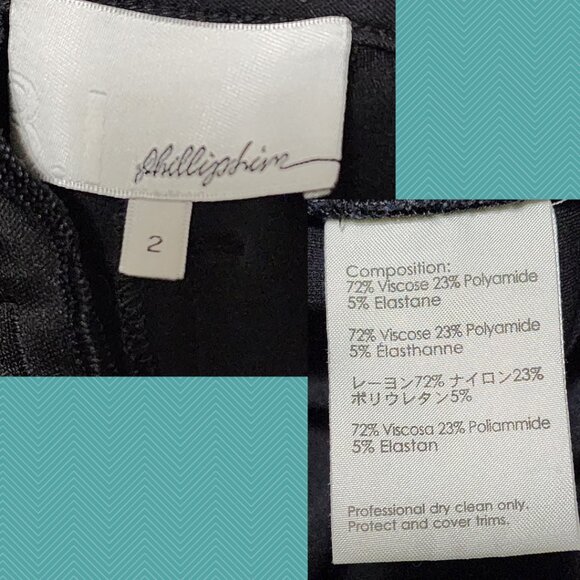 phillip lim
2
Composition:
72% Viscose 23% Polyamide
5% Elastane
72% Viscose 23% Polyamide
5% Élasthanne
レーヨン72% ナイロン23%
ポリウレタン5%
72% Viscosa 23% Poliammide
5% Elastan
Professional dry clean only.
Protect and cover trims.